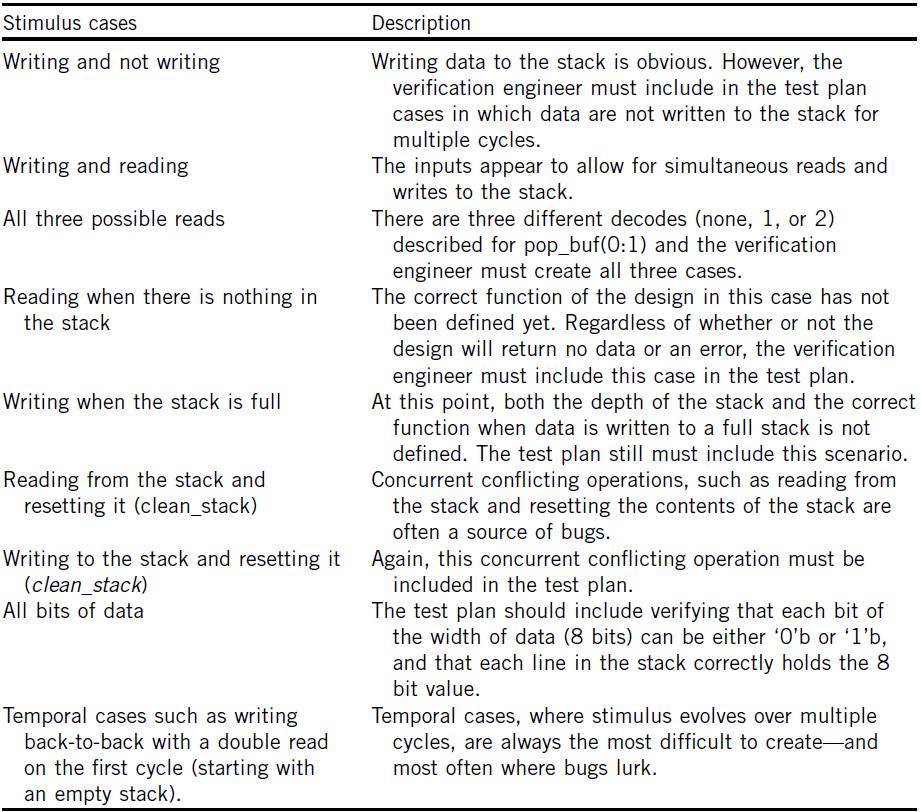 Stimulus cases Description
Writing and not writing Writing data to the stack is obvious. However, the
verification engineer must include in the test plan
cases in which data are not written to the stack for
multiple cycles.
Writing and reading The inputs appear to allow for simultaneous reads and
writes to the stack.
All three possible reads There are three different decodes (none, 1, or 2)
described for pop_buf(0:1) and the verification
engineer must create all three cases.
Reading when there is nothing in The correct function of the design in this case has not
the stack been defined yet. Regardless of whether or not the
design will return no data or an error, the verification
engineer must include this case in the test plan.
Writing when the stack is full At this point, both the depth of the stack and the correct
function when data is written to a full stack is not
defined. The test plan still must include this scenario.
Reading from the stack and Concurrent conflicting operations, such as reading from
resetting it (clean_stack) the stack and resetting the contents of the stack are
often a source of bugs.
Writing to the stack and resetting it Again, this concurrent conflicting operation must be
(clean_stack) included in the test plan.
All bits of data The test plan should include verifying that each bit of
the width of data (8 bits) can be either ‘0’b or ‘1’b,
and that each line in the stack correctly holds the 8
bit value.
Temporal cases such as writing Temporal cases, where stimulus evolves over multiple
back-to-back with a double read cycles, are always the most difficult to create—and
on the first cycle (starting with most often where bugs lurk.
an empty stack).